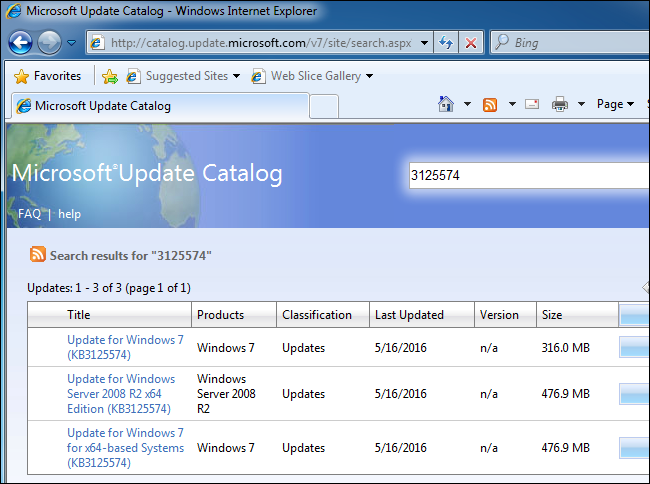 Microsoft Update Catalog - Windows Internet Explorer
http://catalog.update.microsoft.com/v7/site/search.aspx
Bing
Favorites
Suggested Sites
Web Slice Gallery
Microsoft Update Catalog
Page
Microsoft® Update Catalog
3125574
FAQ | help
Search results for "3125574"
Updates: 1 - 3 of 3 (page 1 of 1)
Title Products Classification Last Updated Version Size
Update for Windows 7
(KB3125574)
Windows 7 Updates 5/16/2016 n/a 316.0 MB
Update for Windows
Server 2008 R2 x64
Edition (KB3125574)
Windows
Server 2008
R2
Updates 5/16/2016 n/a 476.9 MB
Update for Windows 7
for x64-based Systems
(KB3125574)
Windows 7 Updates 5/16/2016 n/a 476.9 MB